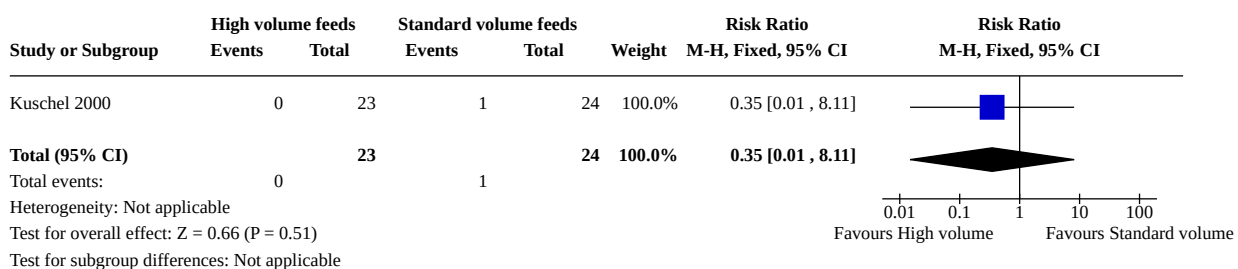 High volume feeds Standard volume feeds Risk Ratio Risk Ratio
Study or Subgroup Events Total Events Total Weight M-H, Fixed, 95% CI M-H, Fixed, 95% CI
Kuschel 2000 0 23 1 24 100.0% 0.35 [0.01 , 8.11]
Total (95% CI) 23 24 100.0% 0.35 [0.01 , 8.11]
Total events: 0 1
Heterogeneity: Not applicable 0.01 0.1 1 10 100
Test for overall effect: Z = 0.66 (P = 0.51) Favours High volume Favours Standard volume
Test for subgroup differences: Not applicable